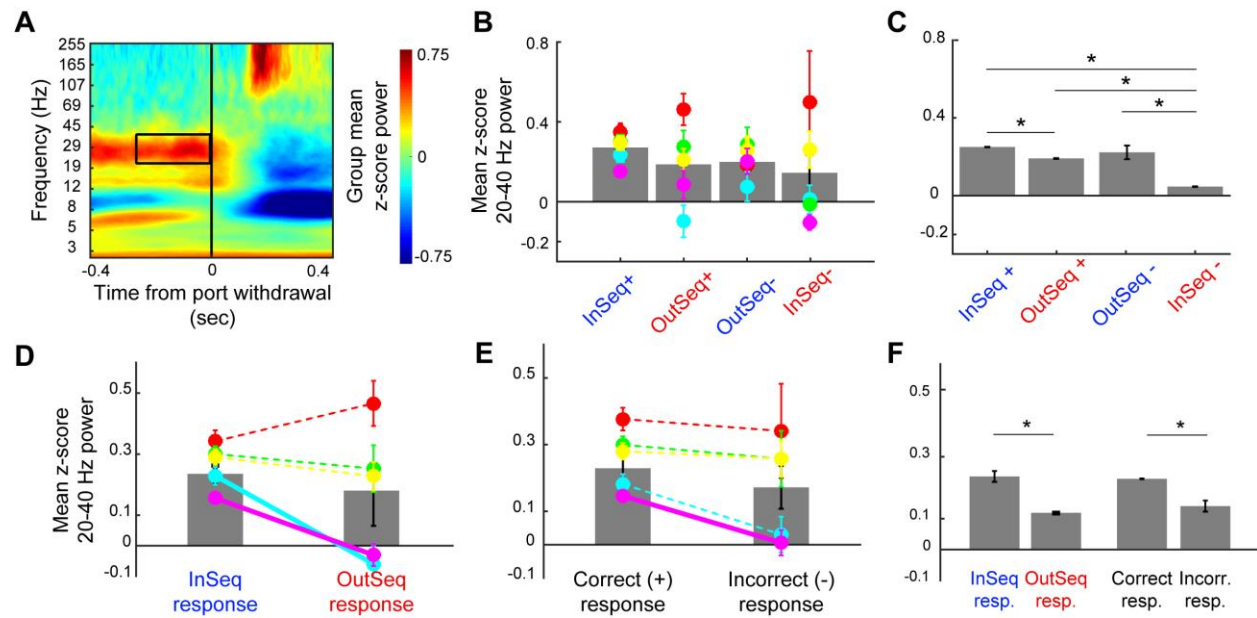 A
Frequency (Hz)
255
165
107
69
45
29
19
12
8
5
3
-0.4
0
0.4
Time from port withdrawal
(sec)
0.75
0
-0.75
Group mean
z-score power
B
Mean z-score
20-40 Hz power
0.8
0.4
0
-0.2
InSeq+
OutSeq+
OutSeq-
InSeq-
C
0.8
0.4
0
-0.2
*
*
*
*
InSeq +
OutSeq +
OutSeq -
InSeq -
D
Mean z-score
20-40 Hz power
0.5
0.3
0.1
0
-0.1
InSeq
response
OutSeq
response
E
0.5
0.3
0.1
0
-0.1
Correct (+)
response
Incorrect (-)
response
F
0.5
0.3
0.1
0
-0.1
*
*
InSeq
resp.
OutSeq
resp.
Correct
resp.
Incorr.
resp.